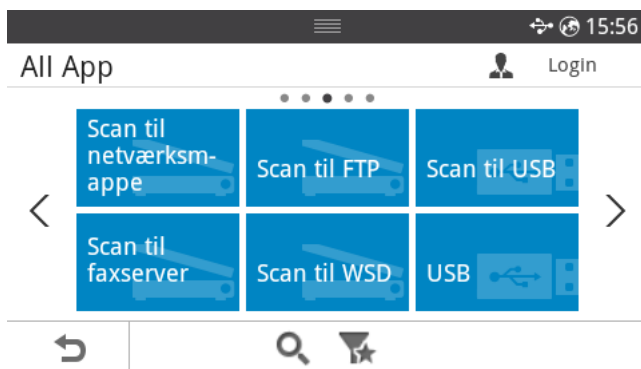 15:56
All App
Login
Scan til
netværksm-
appe
Scan til FTP
Scan til USB
Scan til
faxserver
Scan til WSD
USB